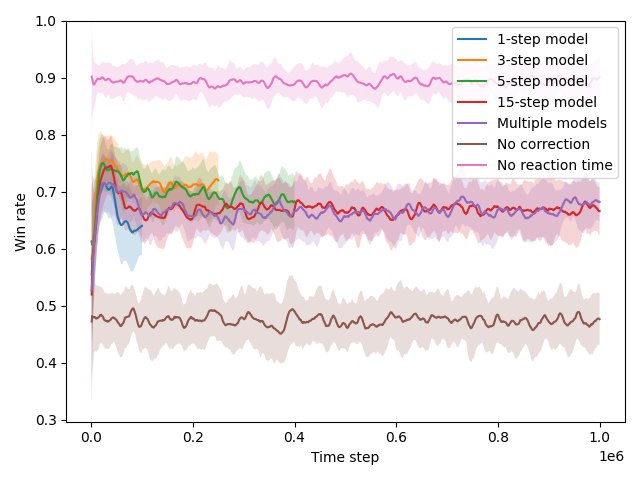 1.0
0.9
0.8
0.7
0.6
0.5
0.4
0.3
Win rate
1-step model
3-step model
5-step model
15-step model
Multiple models
No correction
No reaction time
0.0 0.2 0.4 0.6 0.8 1.0
1e6
Time step